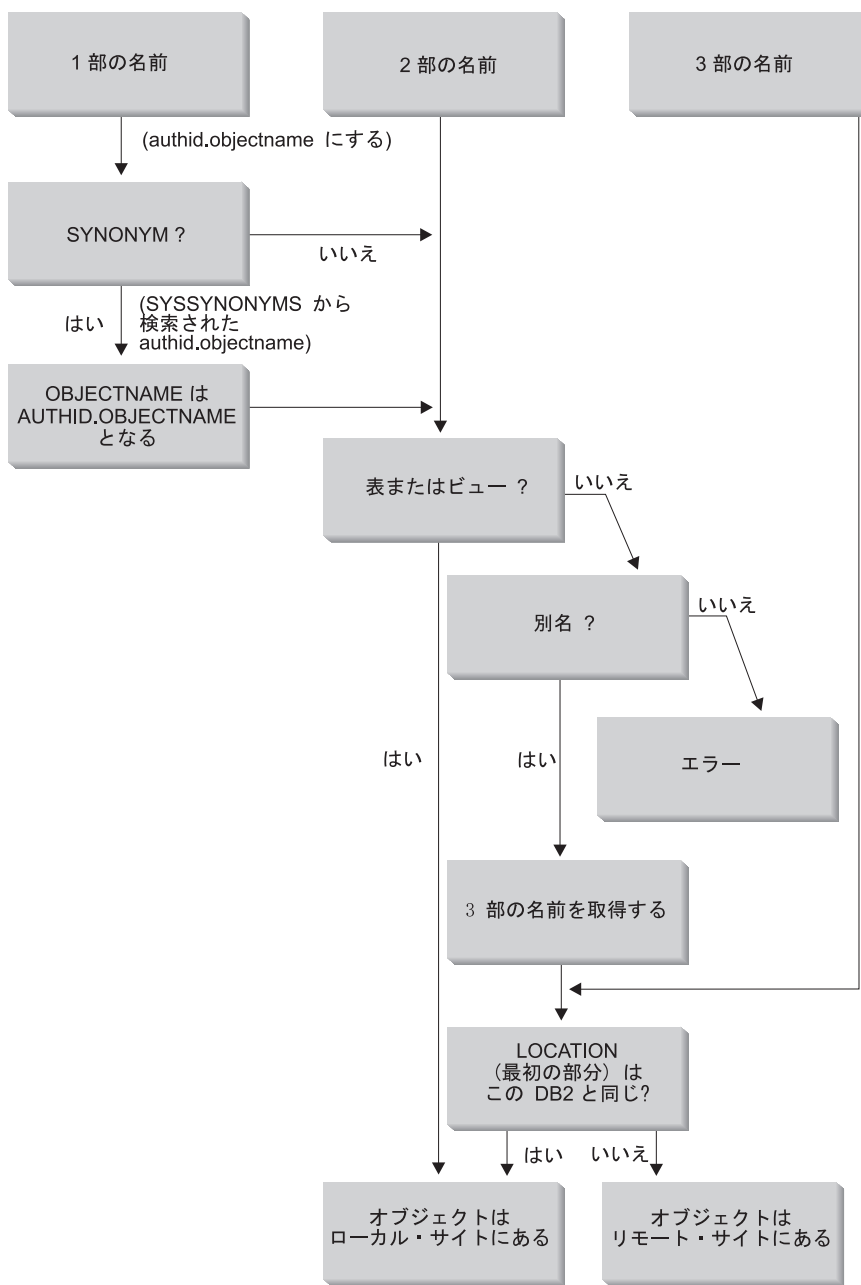 1 部の名前
2 部の名前
3 部の名前
(authid.objectname にする)
SYNONYM ?
いいえ
はい
(SYSSYNONYMS から
検索された
authid.objectname)
OBJECTNAME は
AUTHID.OBJECTNAME
となる
表またはビュー ?
いいえ
別名 ?
いいえ
エラー
はい
はい
3 部の名前を取得する
LOCATION
(最初の部分) は
この DB2 と同じ?
はい
いいえ
オブジェクトは
ローカル・サイトにある
オブジェクトは
リモート・サイトにある